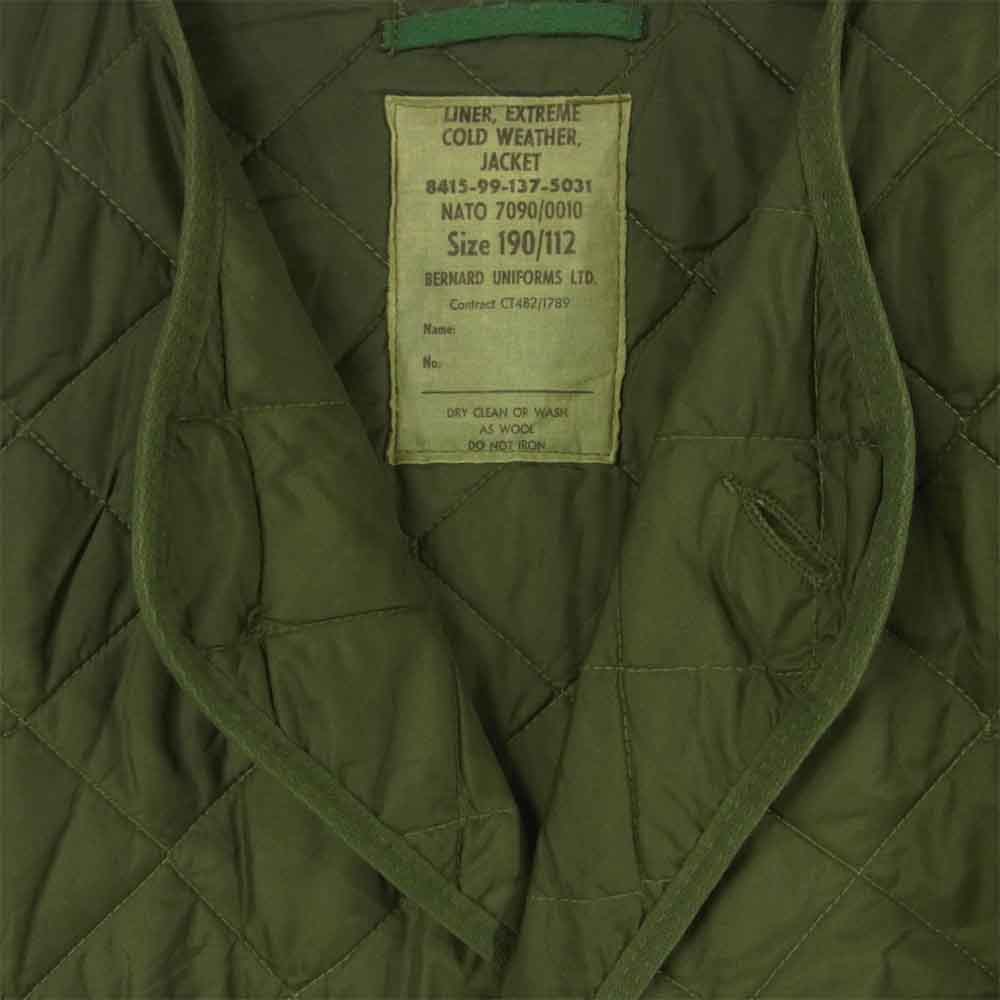 LINER, EXTREME
COLD WEATHER,
JACKET
8415-99-137-5031
NATO 7090/0010
Size 190/112
BERNARD UNIFORMS LTD.
Contract CT4B2/1789
Name:
No.
DRY CLEAN OR WASH
AS WOOL
DO NOT IRON